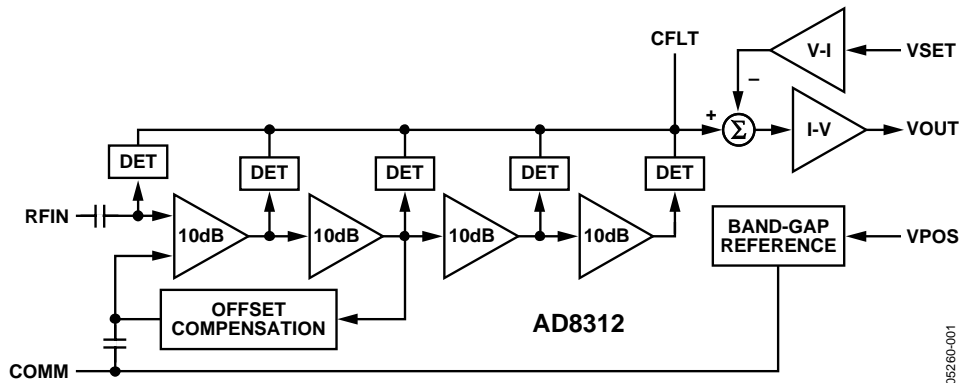 CFLT
V-I
VSET
–
+
Σ
I-V
VOUT
DET
DET
DET
DET
DET
RFIN
10dB
10dB
10dB
10dB
BAND-GAP
REFERENCE
VPOS
OFFSET
COMPENSATION
AD8312
COMM
05260-001